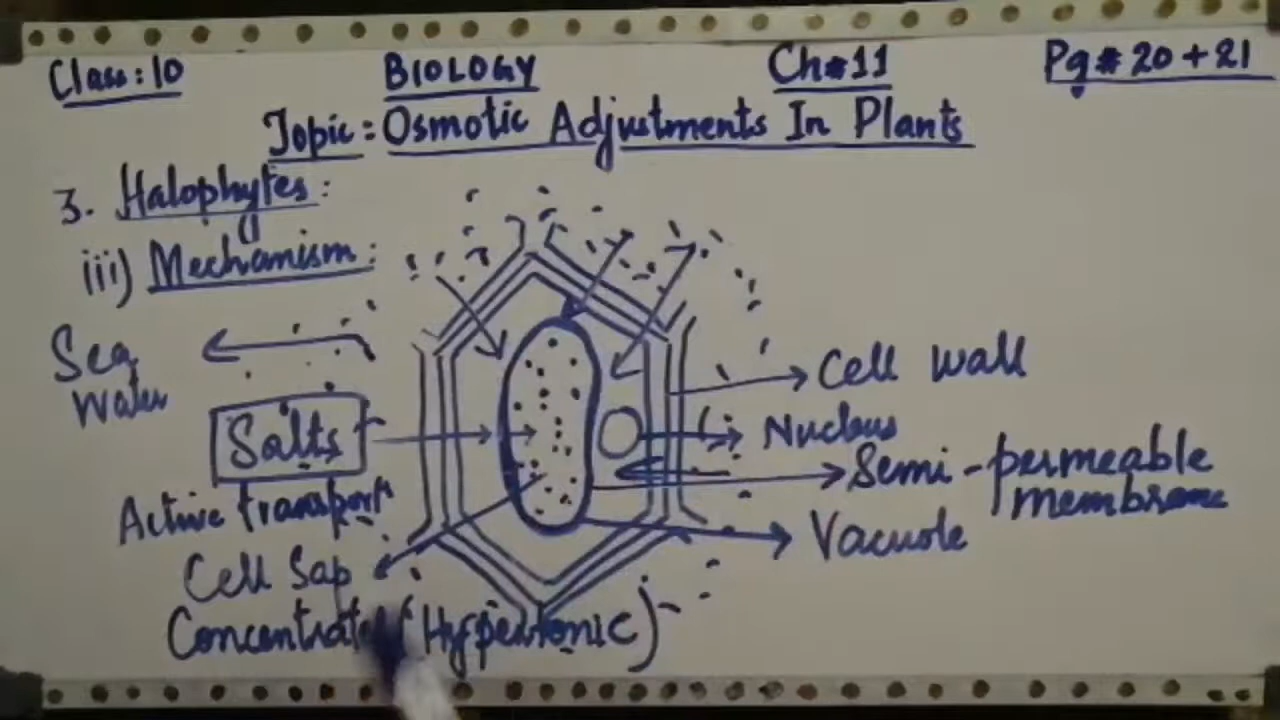 Class: 10 BIOLOGY Ch#11 Pg# 20+21
Topic: Osmotic Adjustments In Plants
3. Halophytes:
iii) Mechanism:
Sea
Water
Cell wall
Salts
Nucleus
Semi-permeable
membrane
Active transport
Vacuole
Cell Sap
Concentrated (Hypertonic)